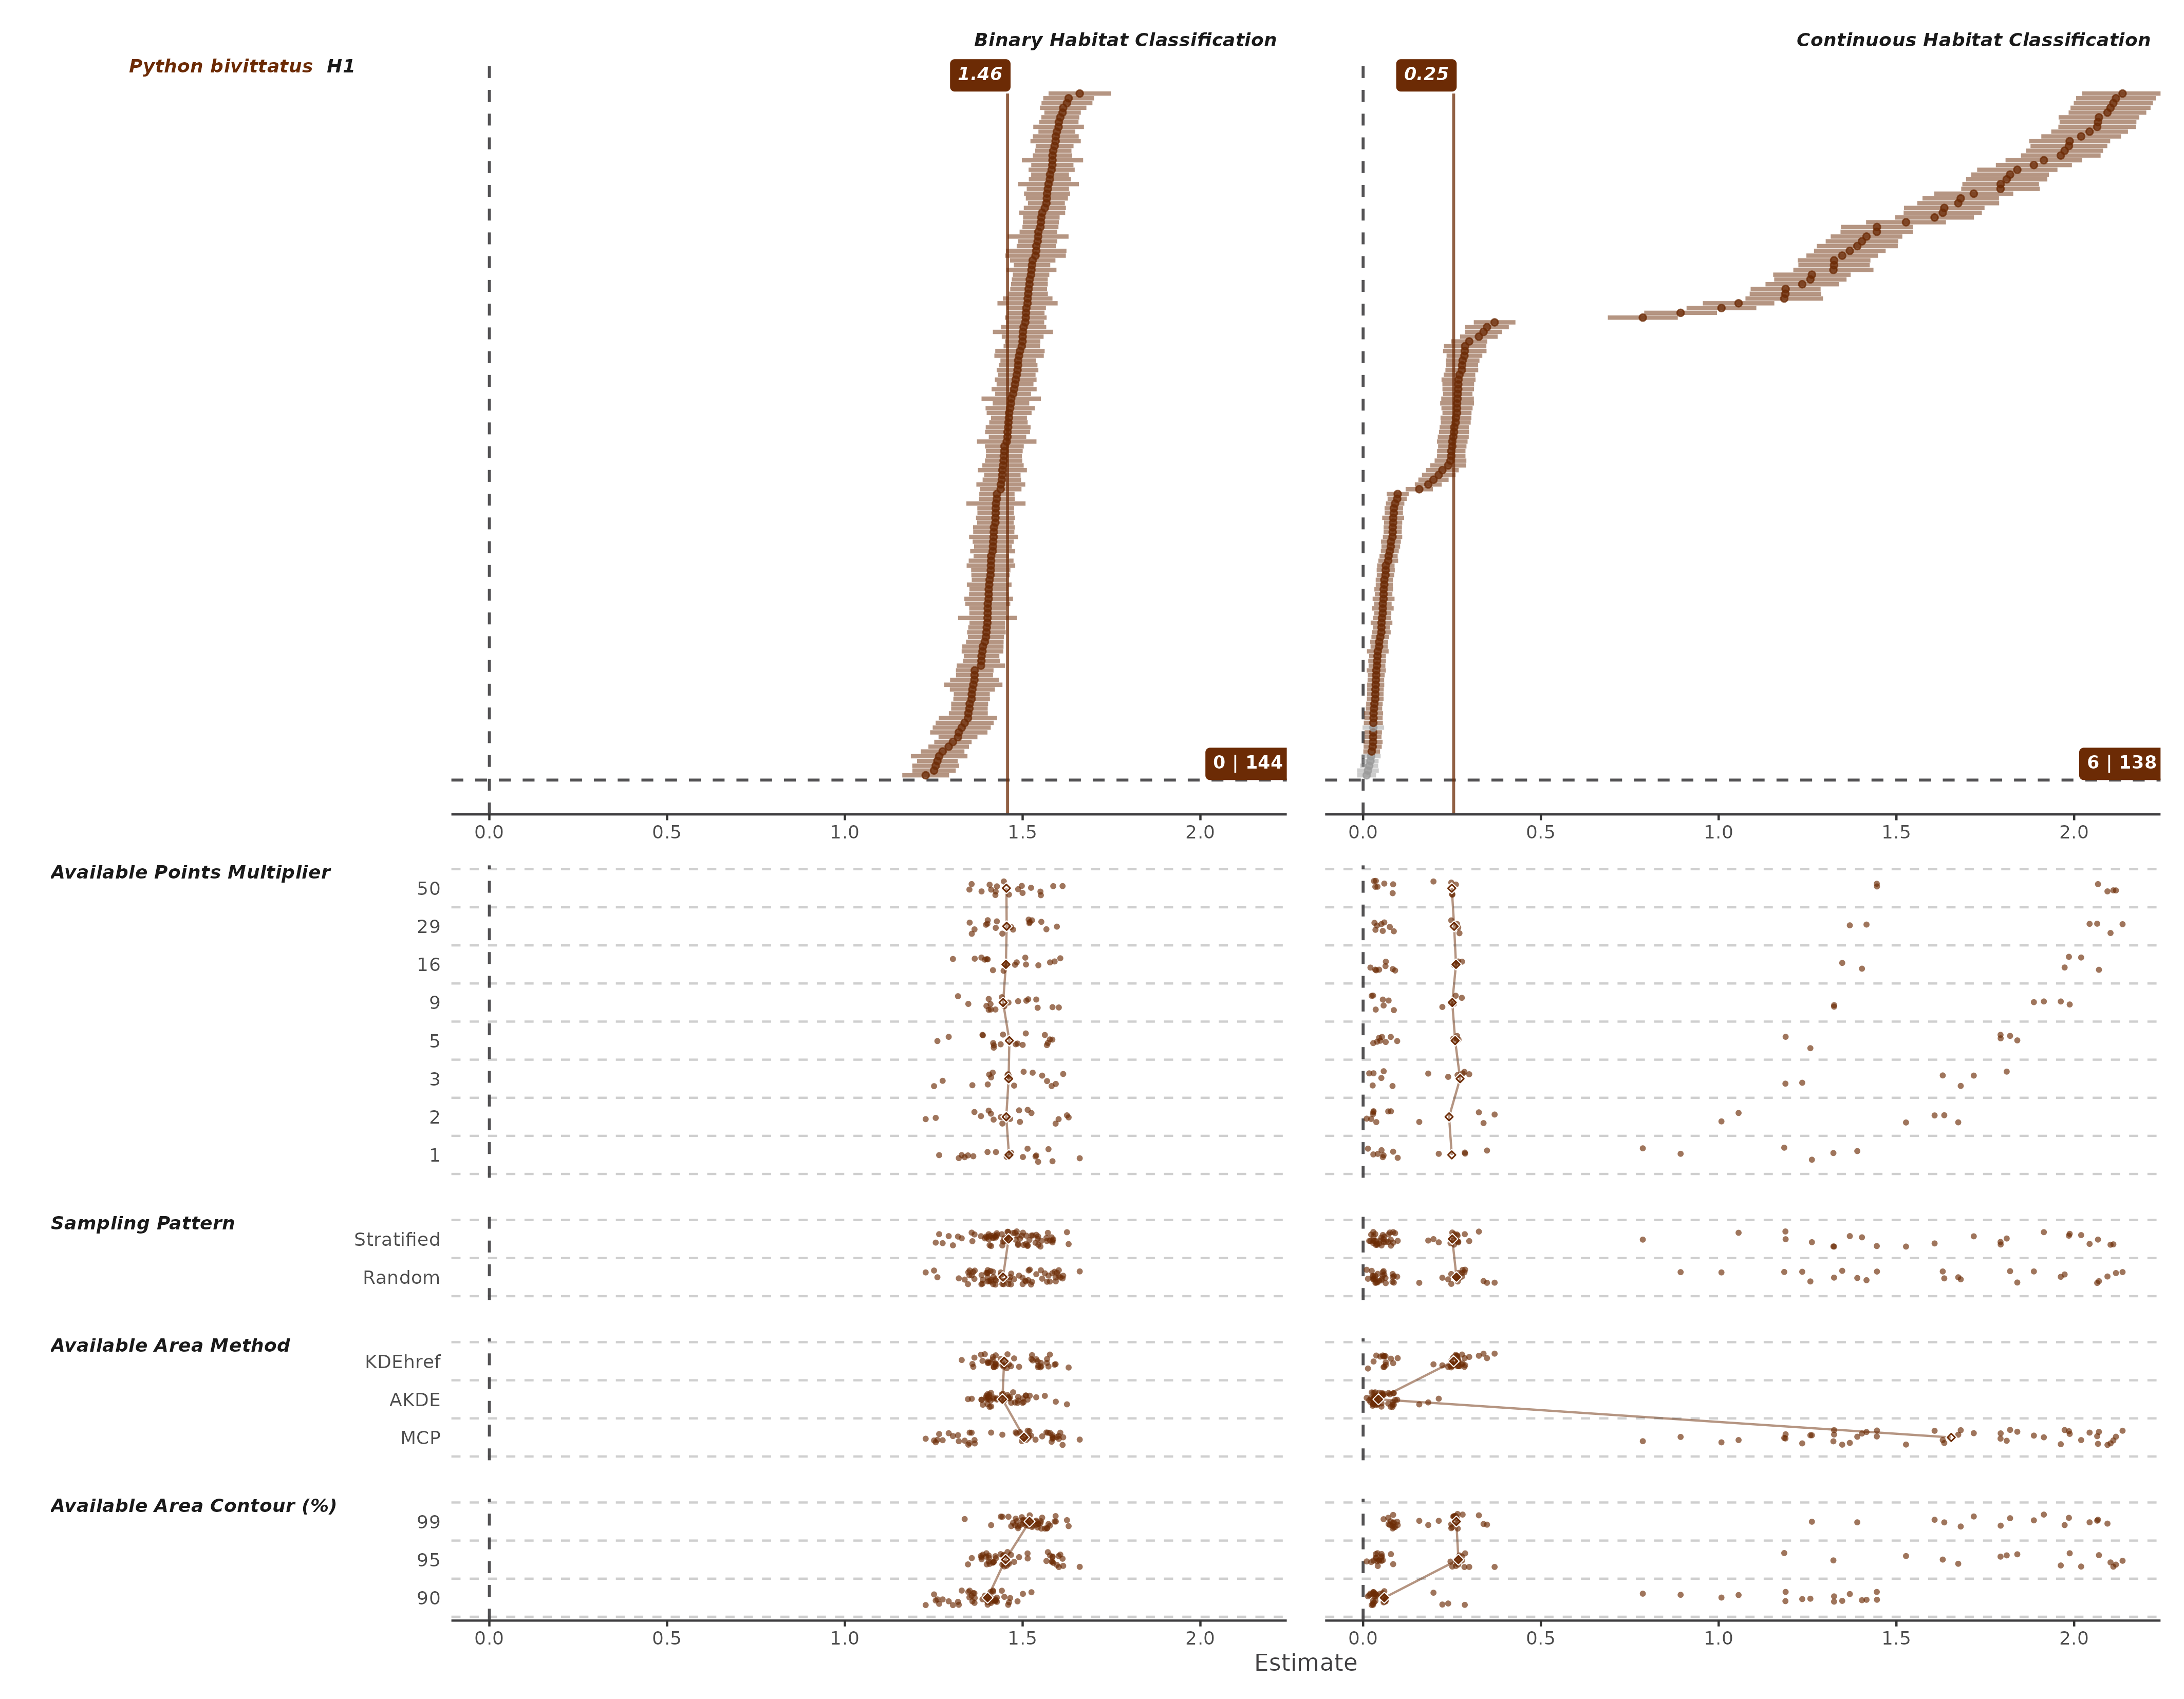 Binary Habitat Classification
Continuous Habitat Classification
Python bivittatus H1
1.46
0.25
0 | 144
6 | 138
0.0 0.5 1.0 1.5 2.0
0.0 0.5 1.0 1.5 2.0
Available Points Multiplier
50
29
16
9
5
3
2
1
Sampling Pattern
Stratified
Random
Available Area Method
KDEhref
AKDE
MCP
Available Area Contour (%)
99
95
90
0.0 0.5 1.0 1.5 2.0
0.0 0.5 1.0 1.5 2.0
Estimate